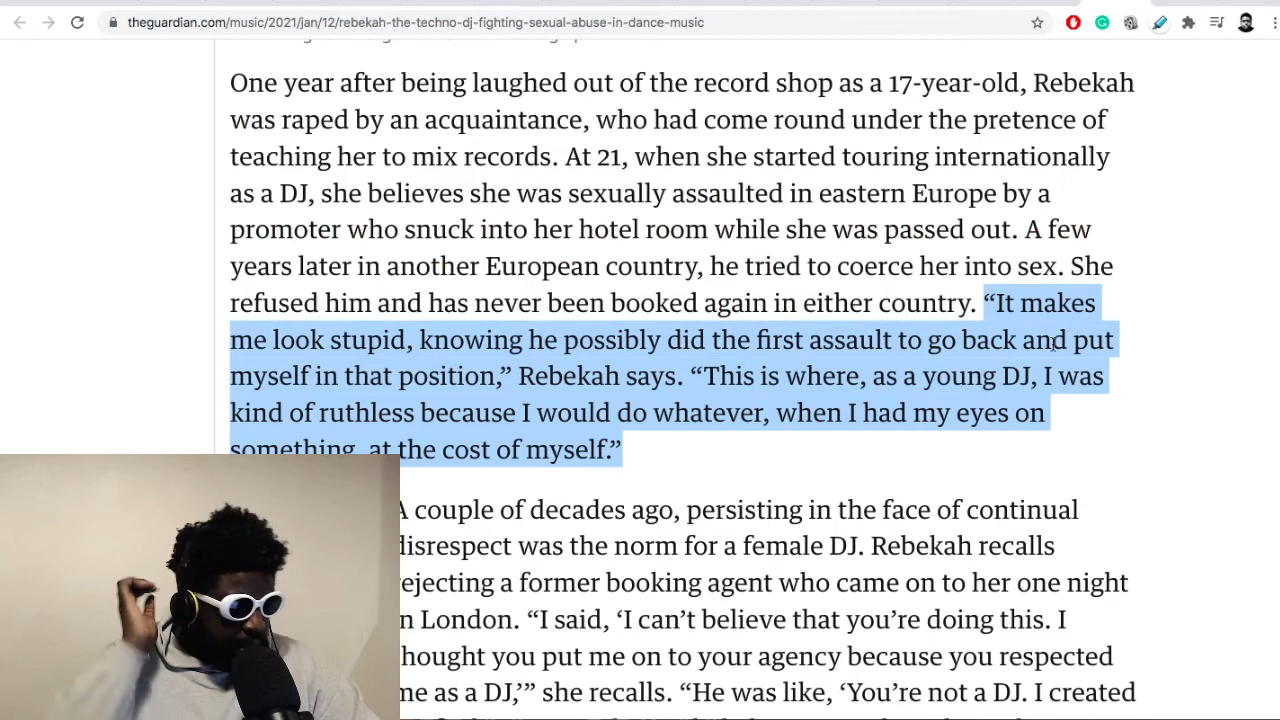 theguardian.com/music/2021/jan/12/rebekah-the-techno-dj-fighting-sexual-abuse-in-dance-music
One year after being laughed out of the record shop as a 17-year-old, Rebekah
was raped by an acquaintance, who had come round under the pretence of
teaching her to mix records. At 21, when she started touring internationally
as a DJ, she believes she was sexually assaulted in eastern Europe by a
promoter who snuck into her hotel room while she was passed out. A few
years later in another European country, he tried to coerce her into sex. She
refused him and has never been booked again in either country. “It makes
me look stupid, knowing he possibly did the first assault to go back and put
myself in that position,” Rebekah says. “This is where, as a young DJ, I was
kind of ruthless because I would do whatever, when I had my eyes on
something, at the cost of myself.”
A couple of decades ago, persisting in the face of continual
disrespect was the norm for a female DJ. Rebekah recalls
rejecting a former booking agent who came on to her one night
in London. “I said, ‘I can’t believe that you’re doing this. I
thought you put me on to your agency because you respected
me as a DJ,’” she recalls. “He was like, ‘You’re not a DJ. I created